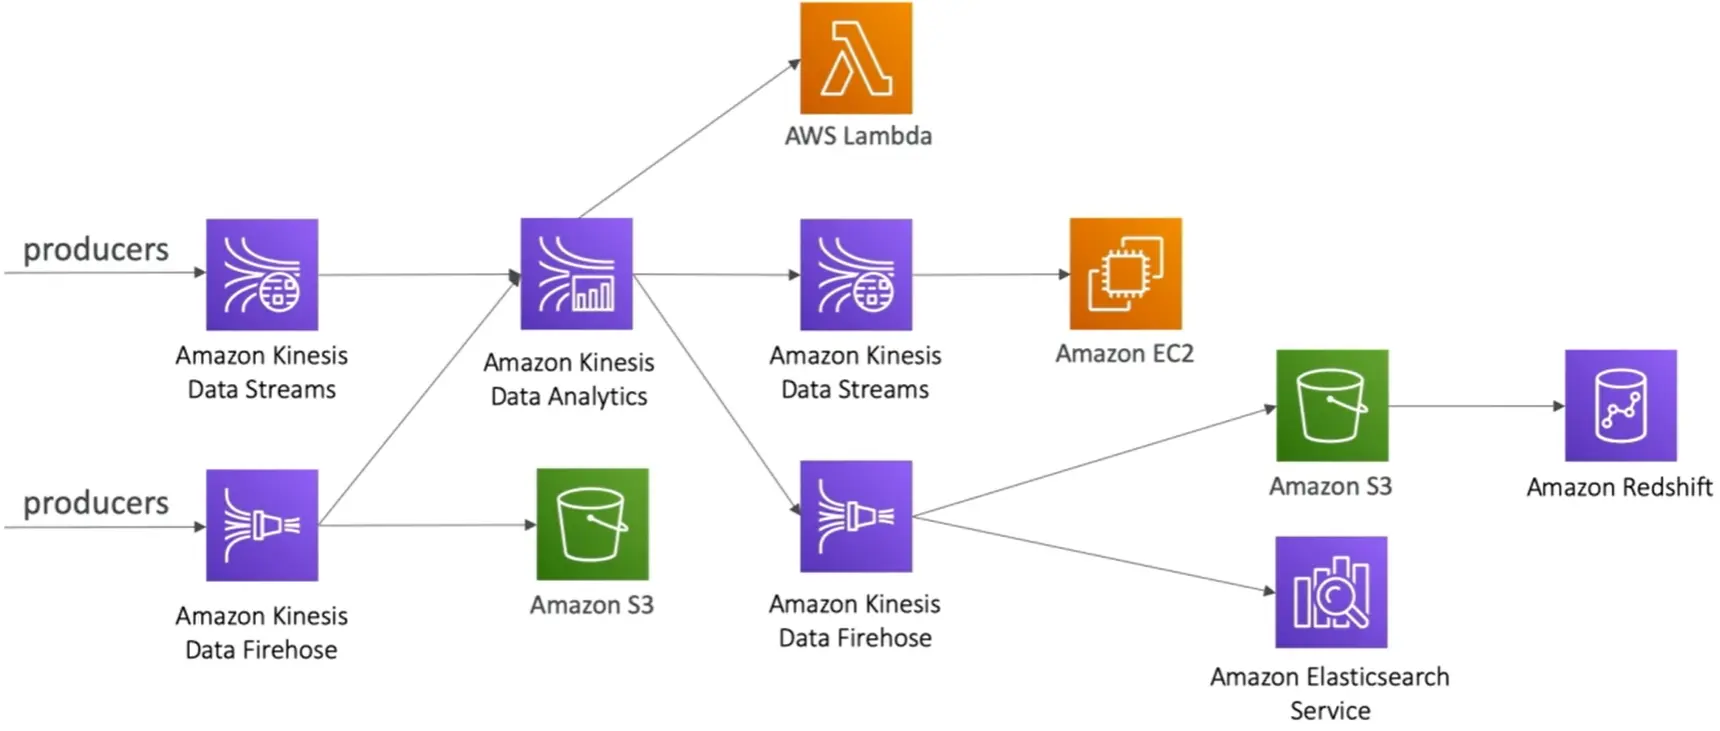 AWS Lambda
producers
Amazon Kinesis
Data Streams
Amazon Kinesis
Data Analytics
Amazon Kinesis
Data Streams
Amazon EC2
producers
Amazon Kinesis
Data Firehose
Amazon S3
Amazon Kinesis
Data Firehose
Amazon S3
Amazon Redshift
Amazon Elasticsearch
Service